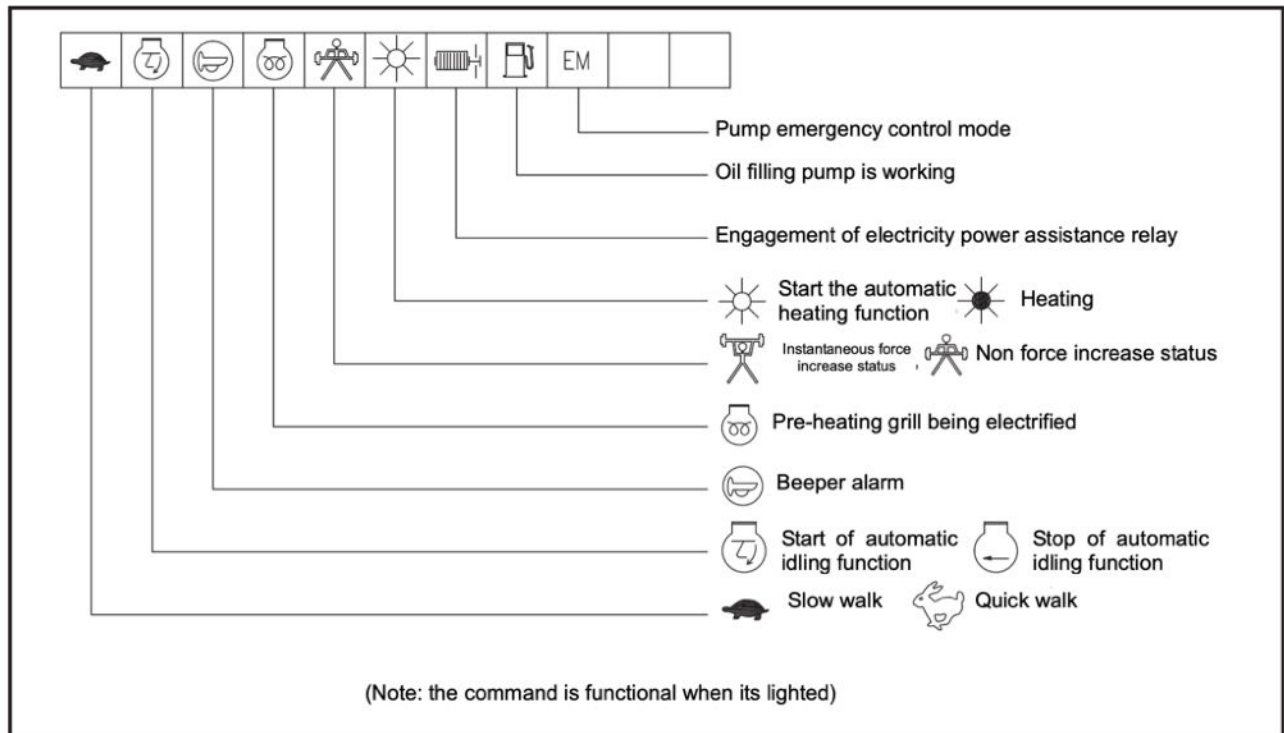 EM
Pump emergency control mode
Oil filling pump is working
Engagement of electricity power assistance relay
Start the automatic
heating function
Heating
Instantaneous force
increase status ,
Non force increase status
Pre-heating grill being electrified
Beeper alarm
Start of automatic
idling function
Stop of automatic
idling function
Slow walk
Quick walk
(Note: the command is functional when its lighted)